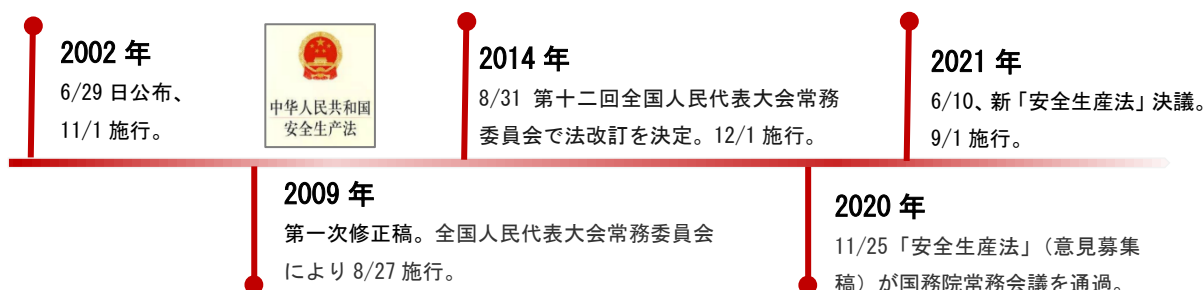 2002 年
6/29 日公布、
11/1 施行。
中华人民共和国
安全生产法
2014 年
8/31 第十二回全国人民代表大会常務
委員会で法改訂を決定。12/1 施行。
2021 年
6/10、新「安全生産法」決議。
9/1 施行。
2009 年
第一次修正稿。全国人民代表大会常務委員会
により 8/27 施行。
2020 年
11/25「安全生産法」（意見募集
稿）が国務院常務会議を通過。